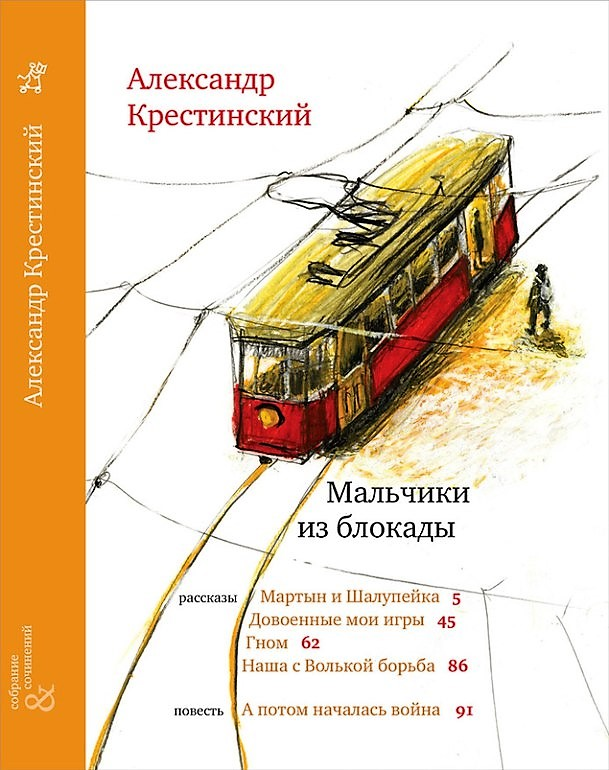 Александр
Крестинский
Мальчики
из блокады
рассказы Мартын и Шалупейка 5
Довоенные мои игры 45
Гном 62
Наша с Волькой борьба 86
повесть А потом началась война 91
Александр Крестинский
собрание
& сочинений